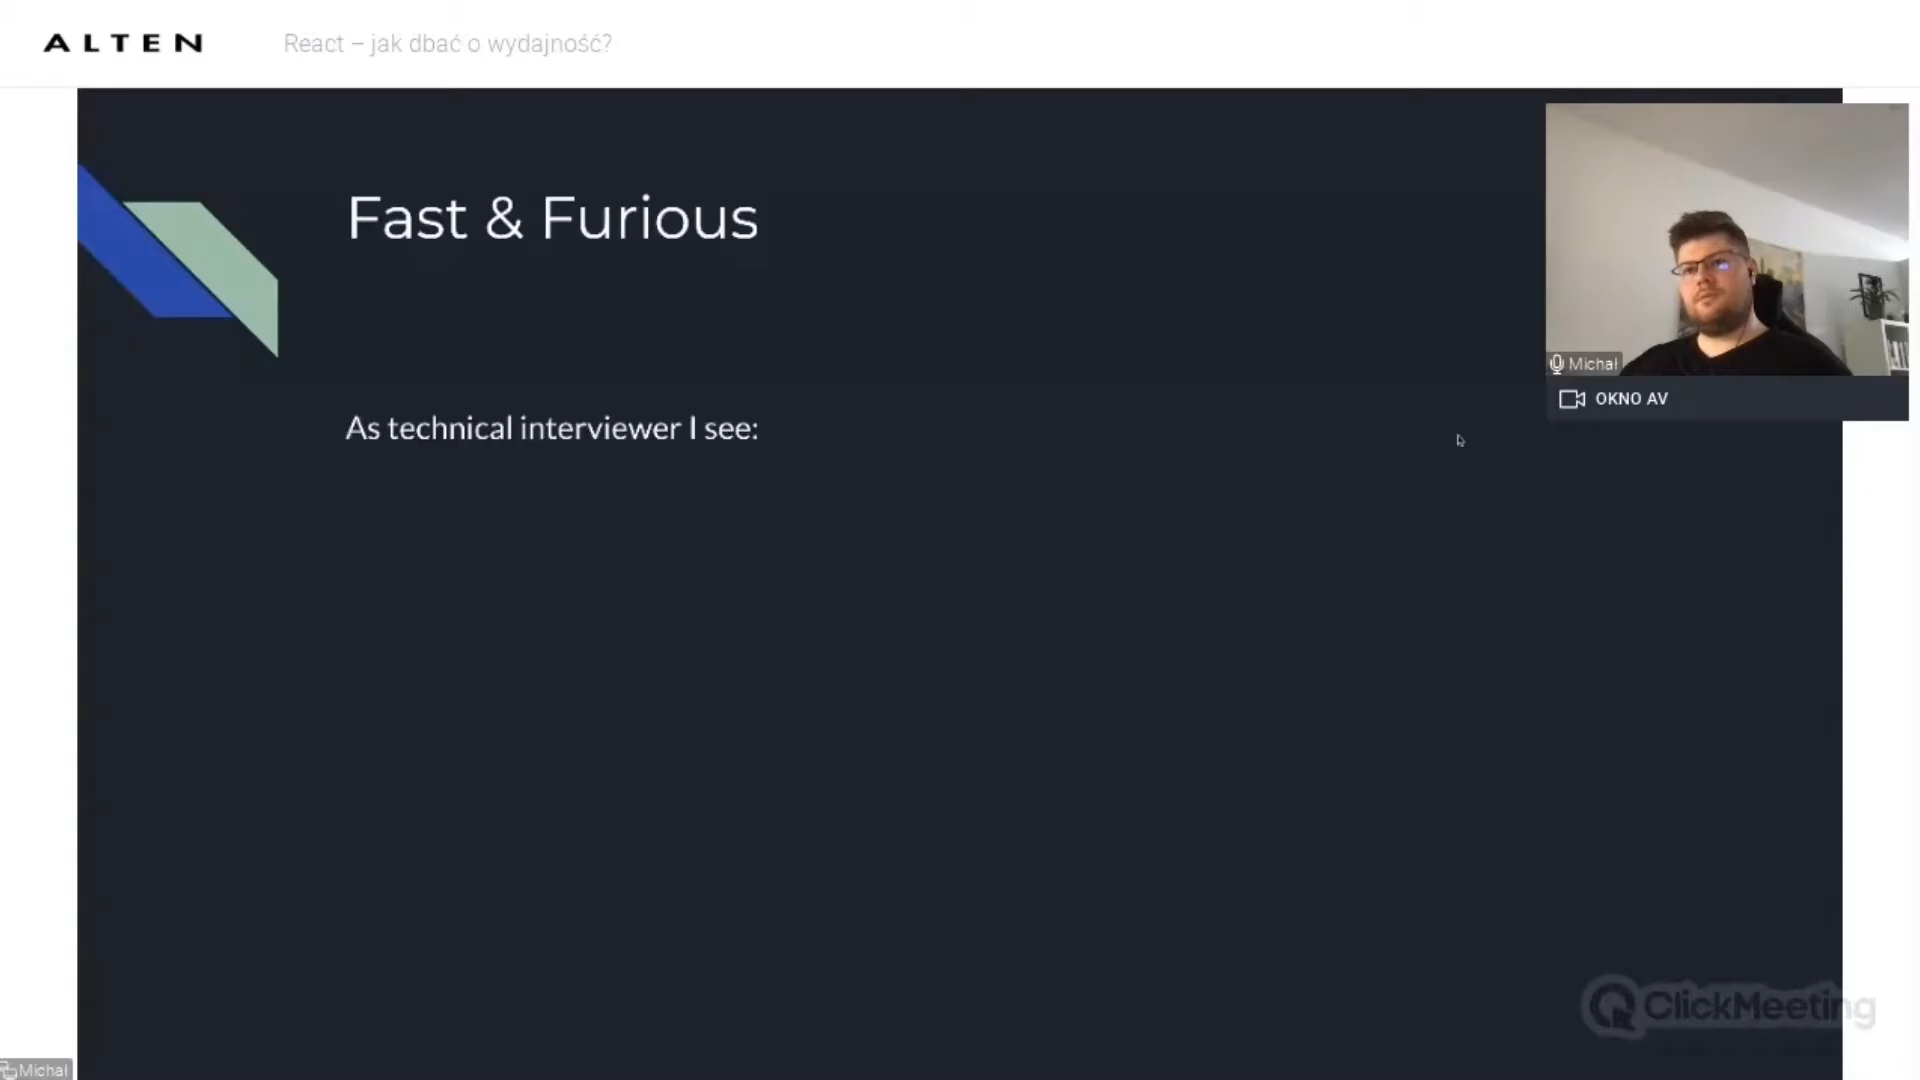 ALTEN
React – jak dbać o wydajność?
Fast & Furious
Michał
OKNO AV
As technical interviewer I see:
ClickMeeting
Michał